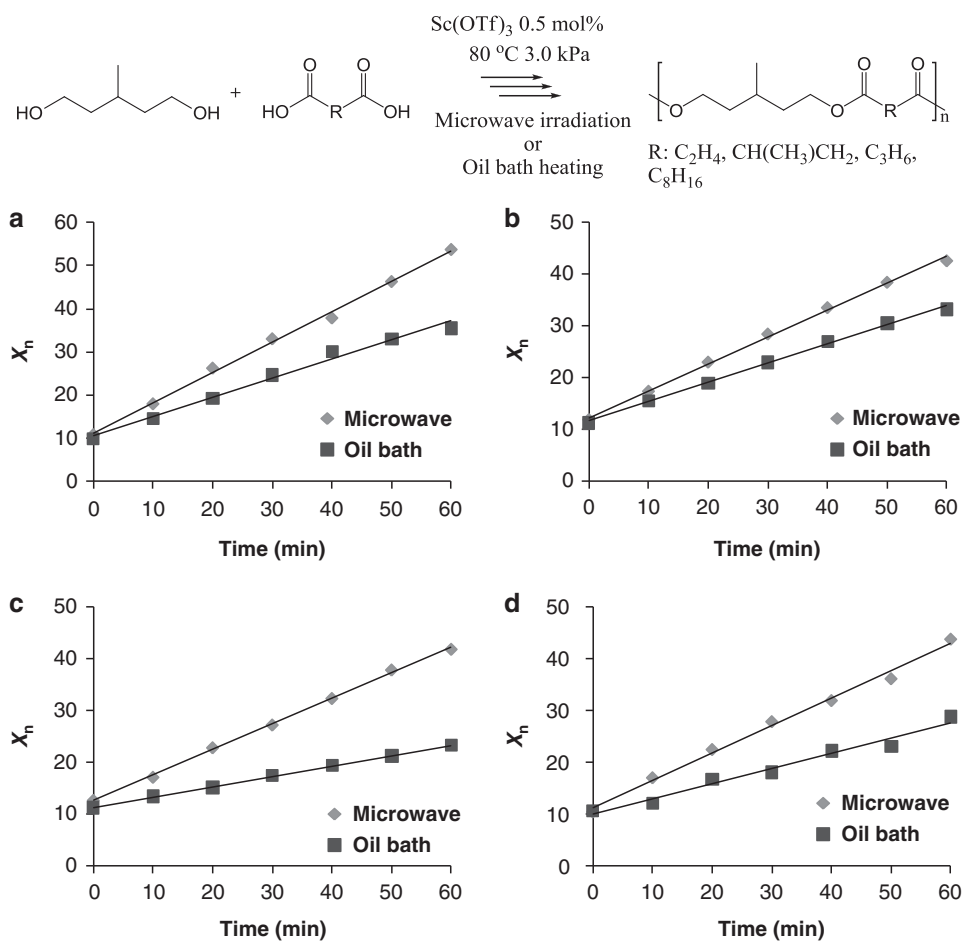 Sc(OTf)3 0.5 mol%
80 °C 3.0 kPa
HO OH + HO O R O OH
Microwave irradiation
or
Oil bath heating
O O O R O n
R: C2H4, CH(CH3)CH2, C3H6,
C8H16
a
60
50
40
30
20
10
0
Xn
Microwave
Oil bath
0 10 20 30 40 50 60
Time (min)
b
50
40
30
20
10
0
Xn
Microwave
Oil bath
0 10 20 30 40 50 60
Time (min)
c
50
40
30
20
10
0
Xn
Microwave
Oil bath
0 10 20 30 40 50 60
Time (min)
d
50
40
30
20
10
0
Xn
Microwave
Oil bath
0 10 20 30 40 50 60
Time (min)